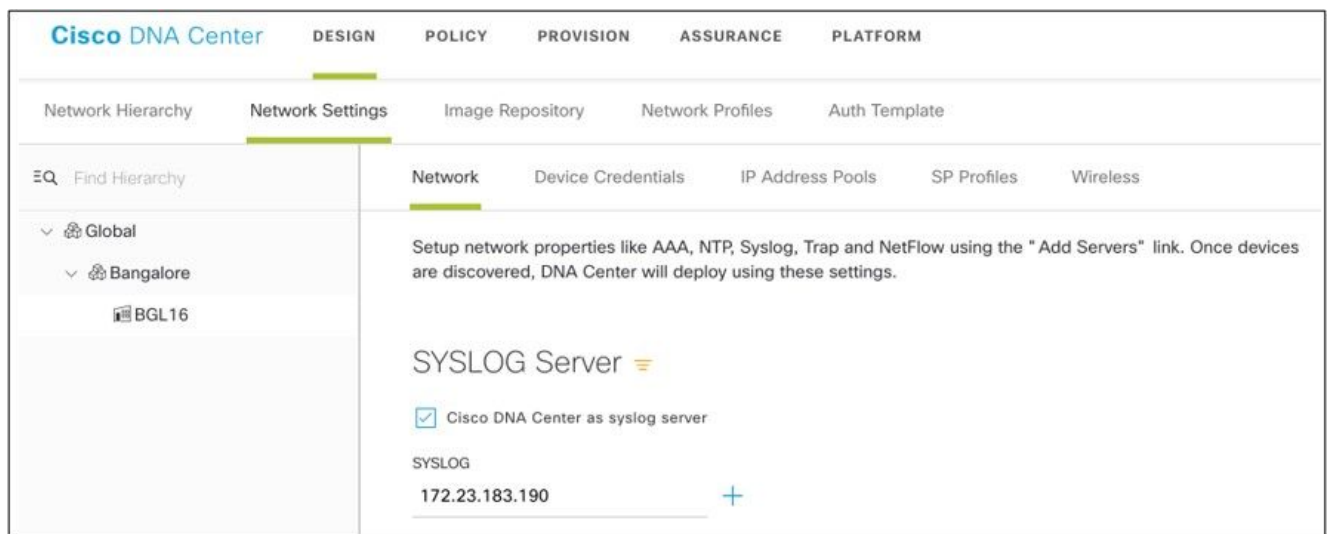 Cisco DNA Center DESIGN POLICY PROVISION ASSURANCE PLATFORM
Network Hierarchy Network Settings Image Repository Network Profiles Auth Template
Find Hierarchy
Network Device Credentials IP Address Pools SP Profiles Wireless
Global
Bangalore
BGL16
Setup network properties like AAA, NTP, Syslog, Trap and NetFlow using the "Add Servers" link. Once devices
are discovered, DNA Center will deploy using these settings.
SYSLOG Server
Cisco DNA Center as syslog server
SYSLOG
172.23.183.190